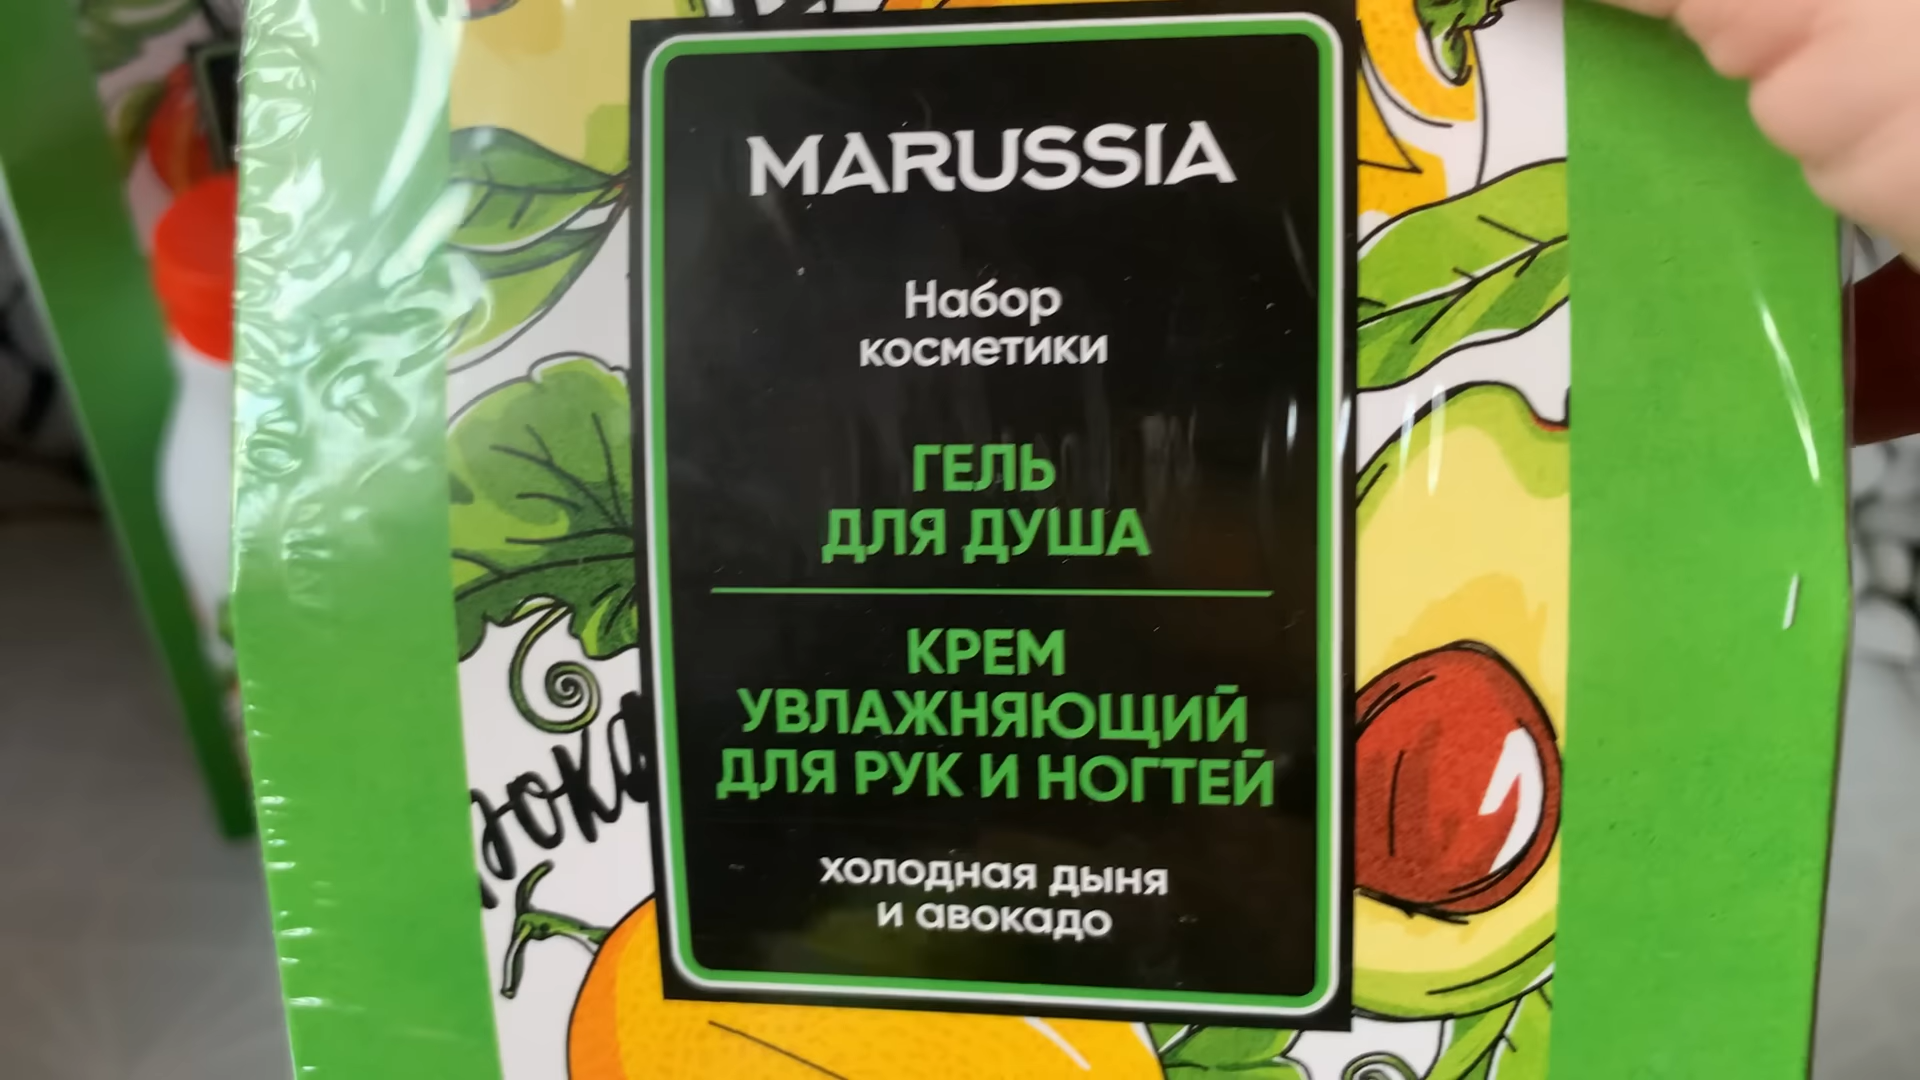 MARUSSIA
Набор
косметики
ГЕЛЬ
ДЛЯ ДУША
КРЕМ
УВЛАЖНЯЮЩИЙ
ДЛЯ РУК И НОГТЕЙ
холодная дыня
и авокадо